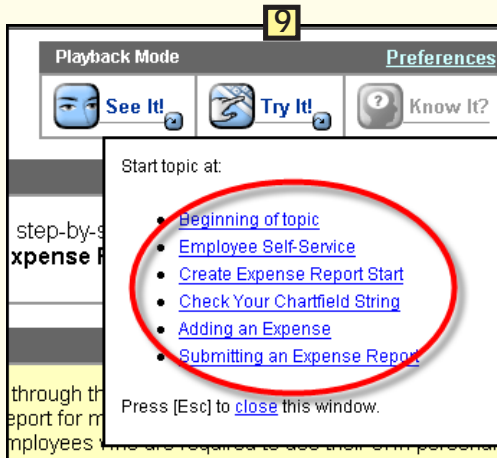 9
Playback Mode Preferences
See It! Try It! Know It?
Start topic at:
Beginning of topic
step-by-s
Employee Self-Service
xpense R
Create Expense Report Start
Check Your Chartfield String
Adding an Expense
Submitting an Expense Report
through th
Press [Esc] to close this window.
eport for m
mployees